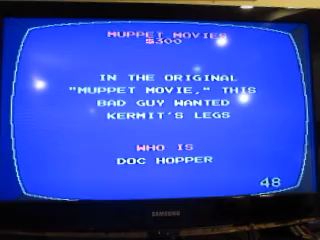 MUPPET MOVIES
$300
IN THE ORIGINAL
"MUPPET MOVIE," THIS
BAD GUY WANTED
KERMIT'S LEGS
WHO IS
DOC HOPPER
48
SAMSUNG